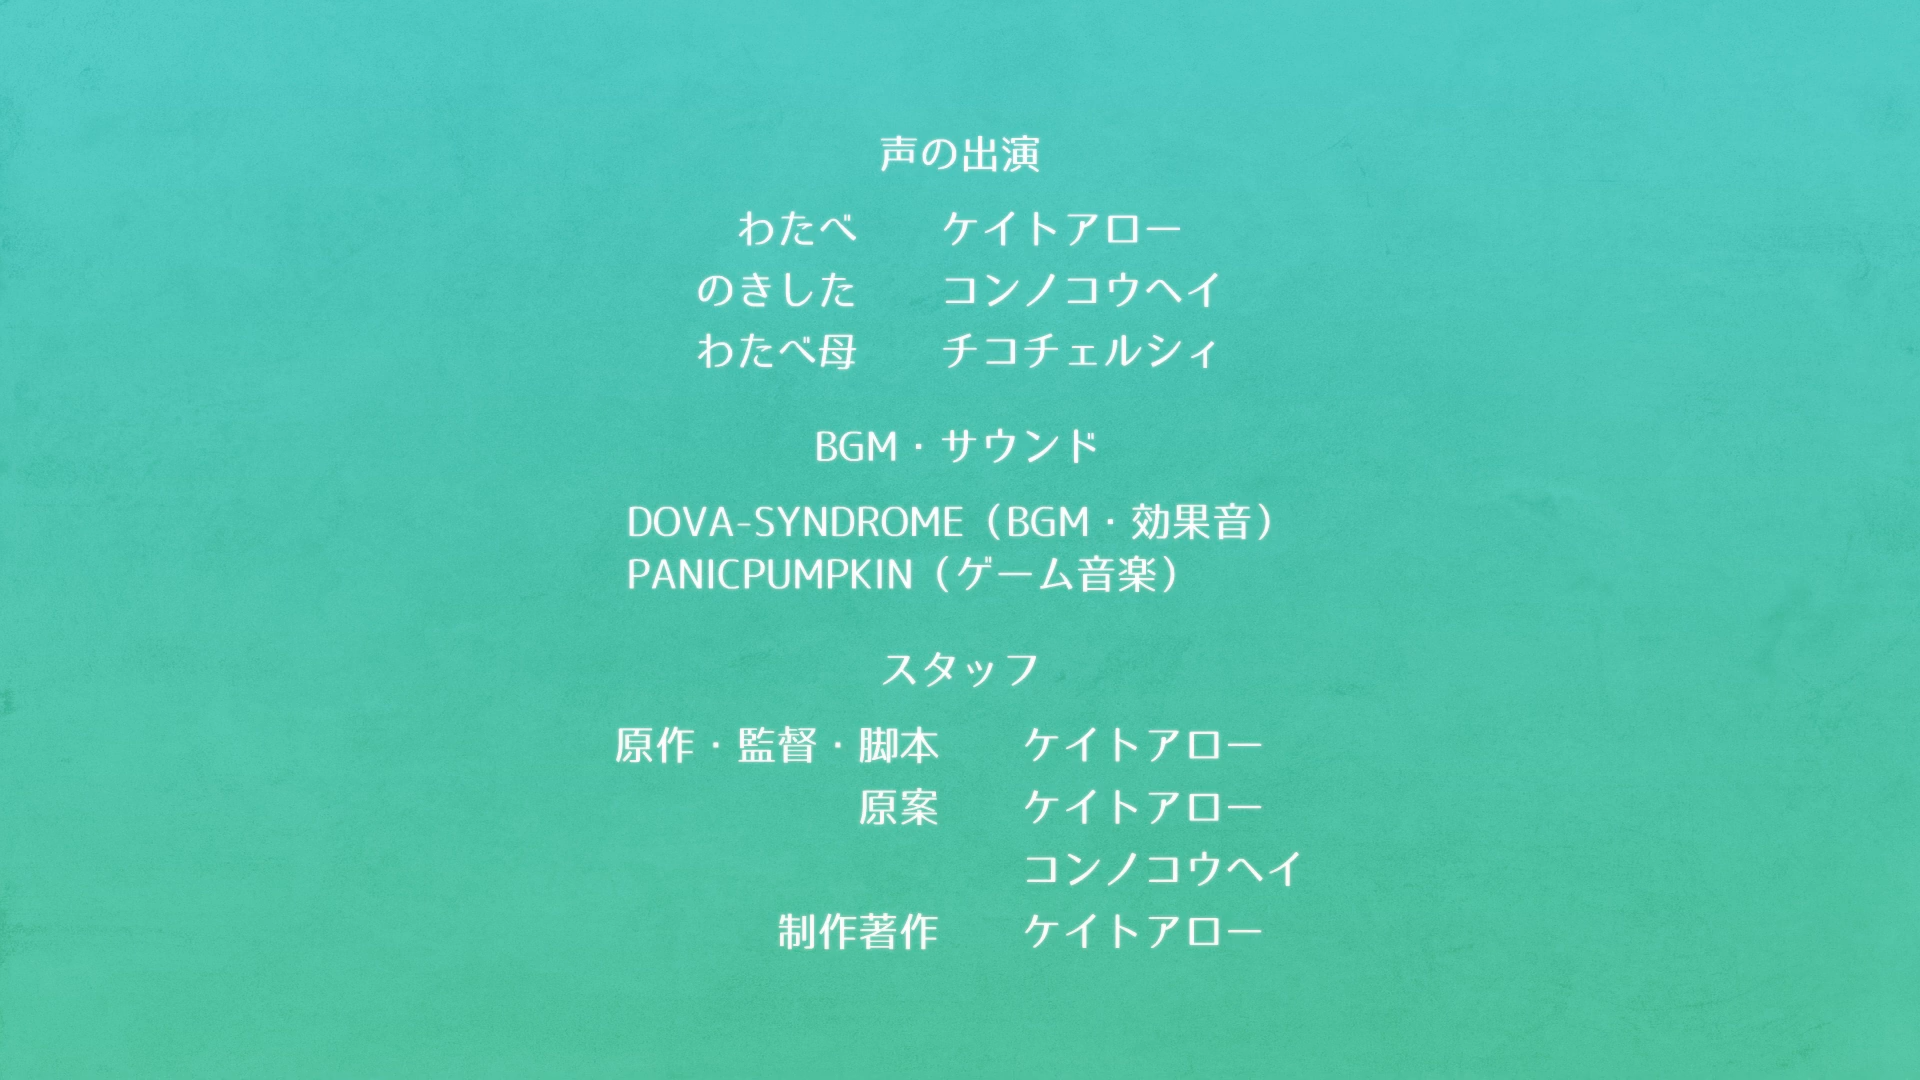 声の出演
わたべ　ケイトアロー
のきした　コンノコウヘイ
わたべ母　チコチェルシィ
BGM・サウンド
DOVA-SYNDROME（BGM・効果音）
PANICPUMPKIN（ゲーム音楽）
スタッフ
原作・監督・脚本　ケイトアロー
原案　ケイトアロー
コンノコウヘイ
制作著作　ケイトアロー